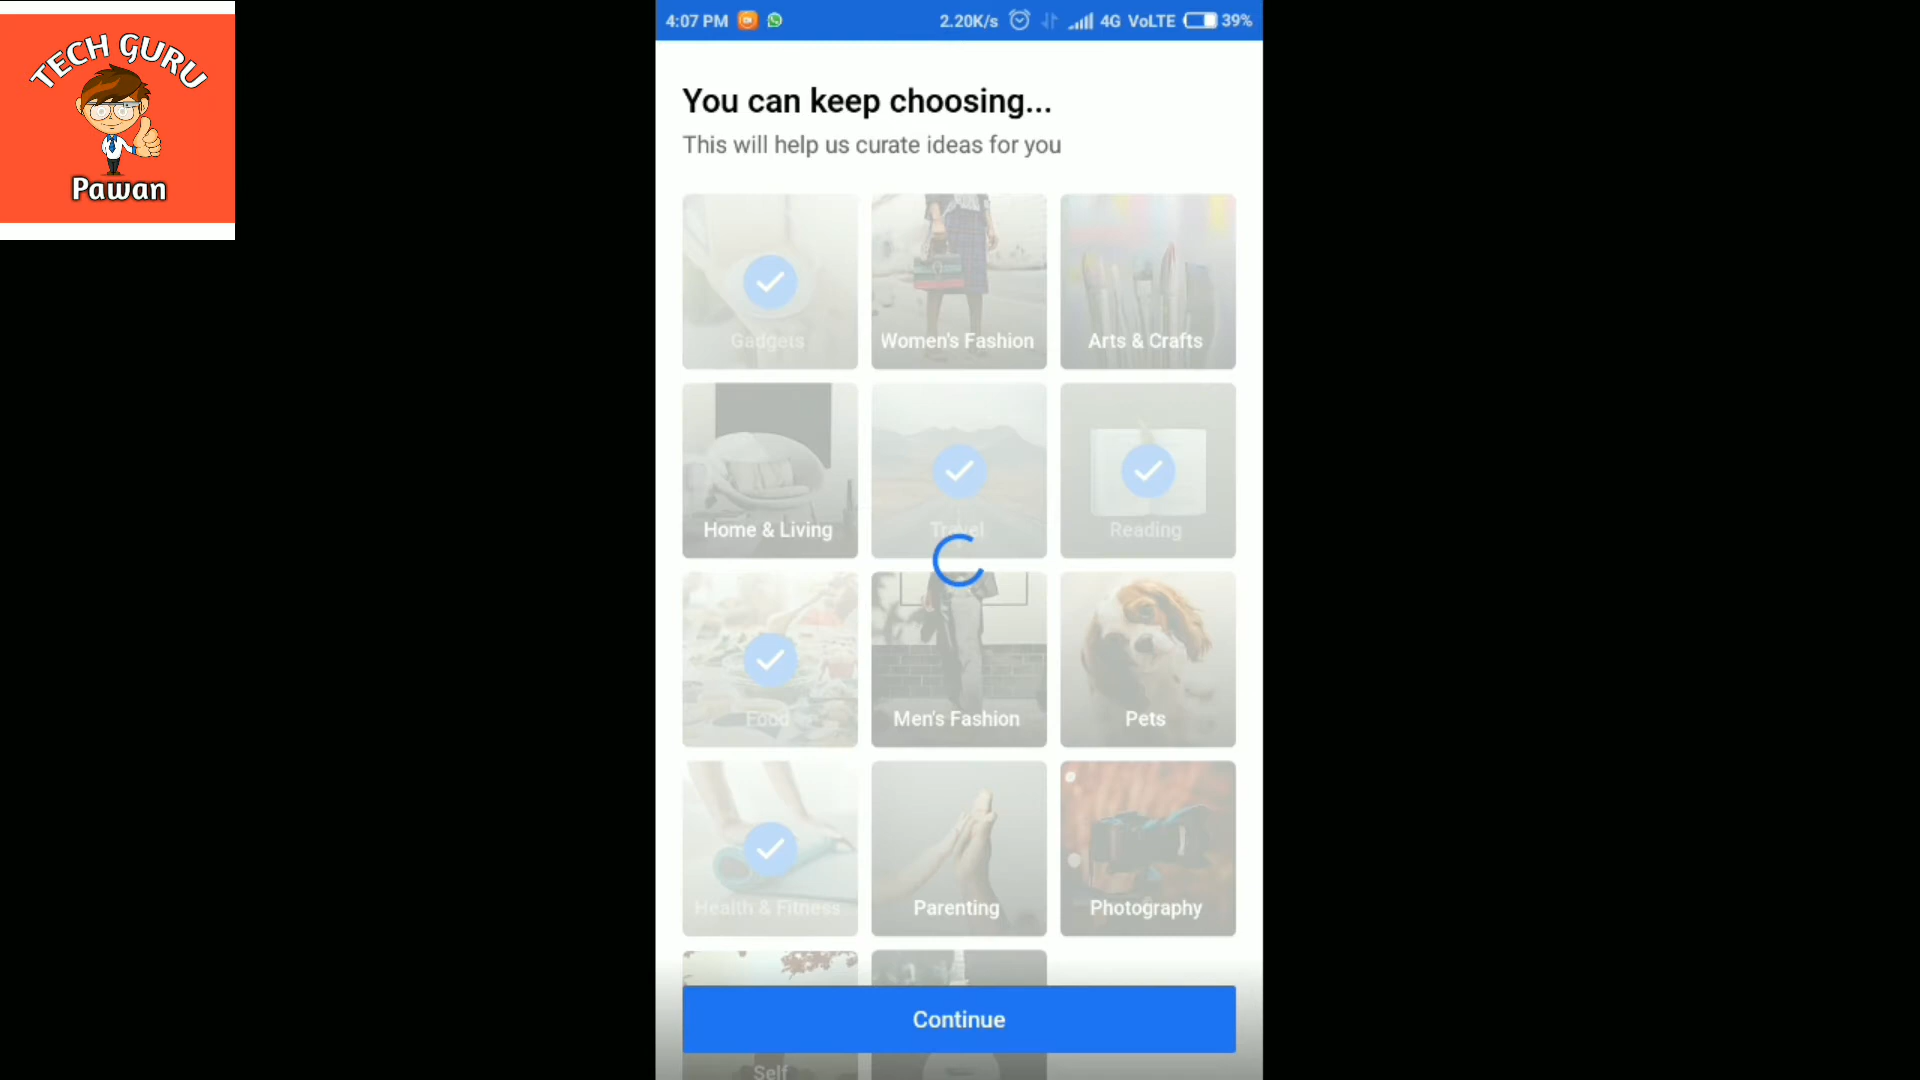 TECH GURU
Pawan
4:07 PM 2.20K/s 4G VoLTE 39%
You can keep choosing...
This will help us curate ideas for you
Gadgets Women's Fashion Arts & Crafts
Home & Living Travel Reading
Food Men's Fashion Pets
Health & Fitness Parenting Photography
Continue
Self